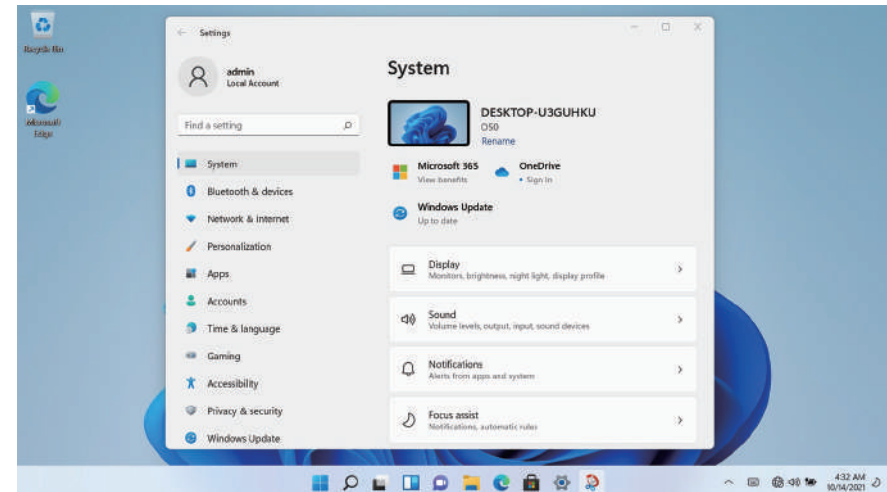 Recycle Bin
Microsoft
Edge
Settings
admin
Local Account
Find a setting
System
Bluetooth & devices
Network & internet
Personalization
Apps
Accounts
Time & language
Gaming
Accessibility
Privacy & security
Windows Update
System
DESKTOP-U3GUHKU
O50
Rename
Microsoft 365
View benefits
OneDrive
• Sign in
Windows Update
Up to date
Display
Monitors, brightness, night light, display profile
Sound
Volume levels, output, input, sound devices
Notifications
Alerts from apps and system
Focus assist
Notifications, automatic rules
4:32 AM
10/14/2021